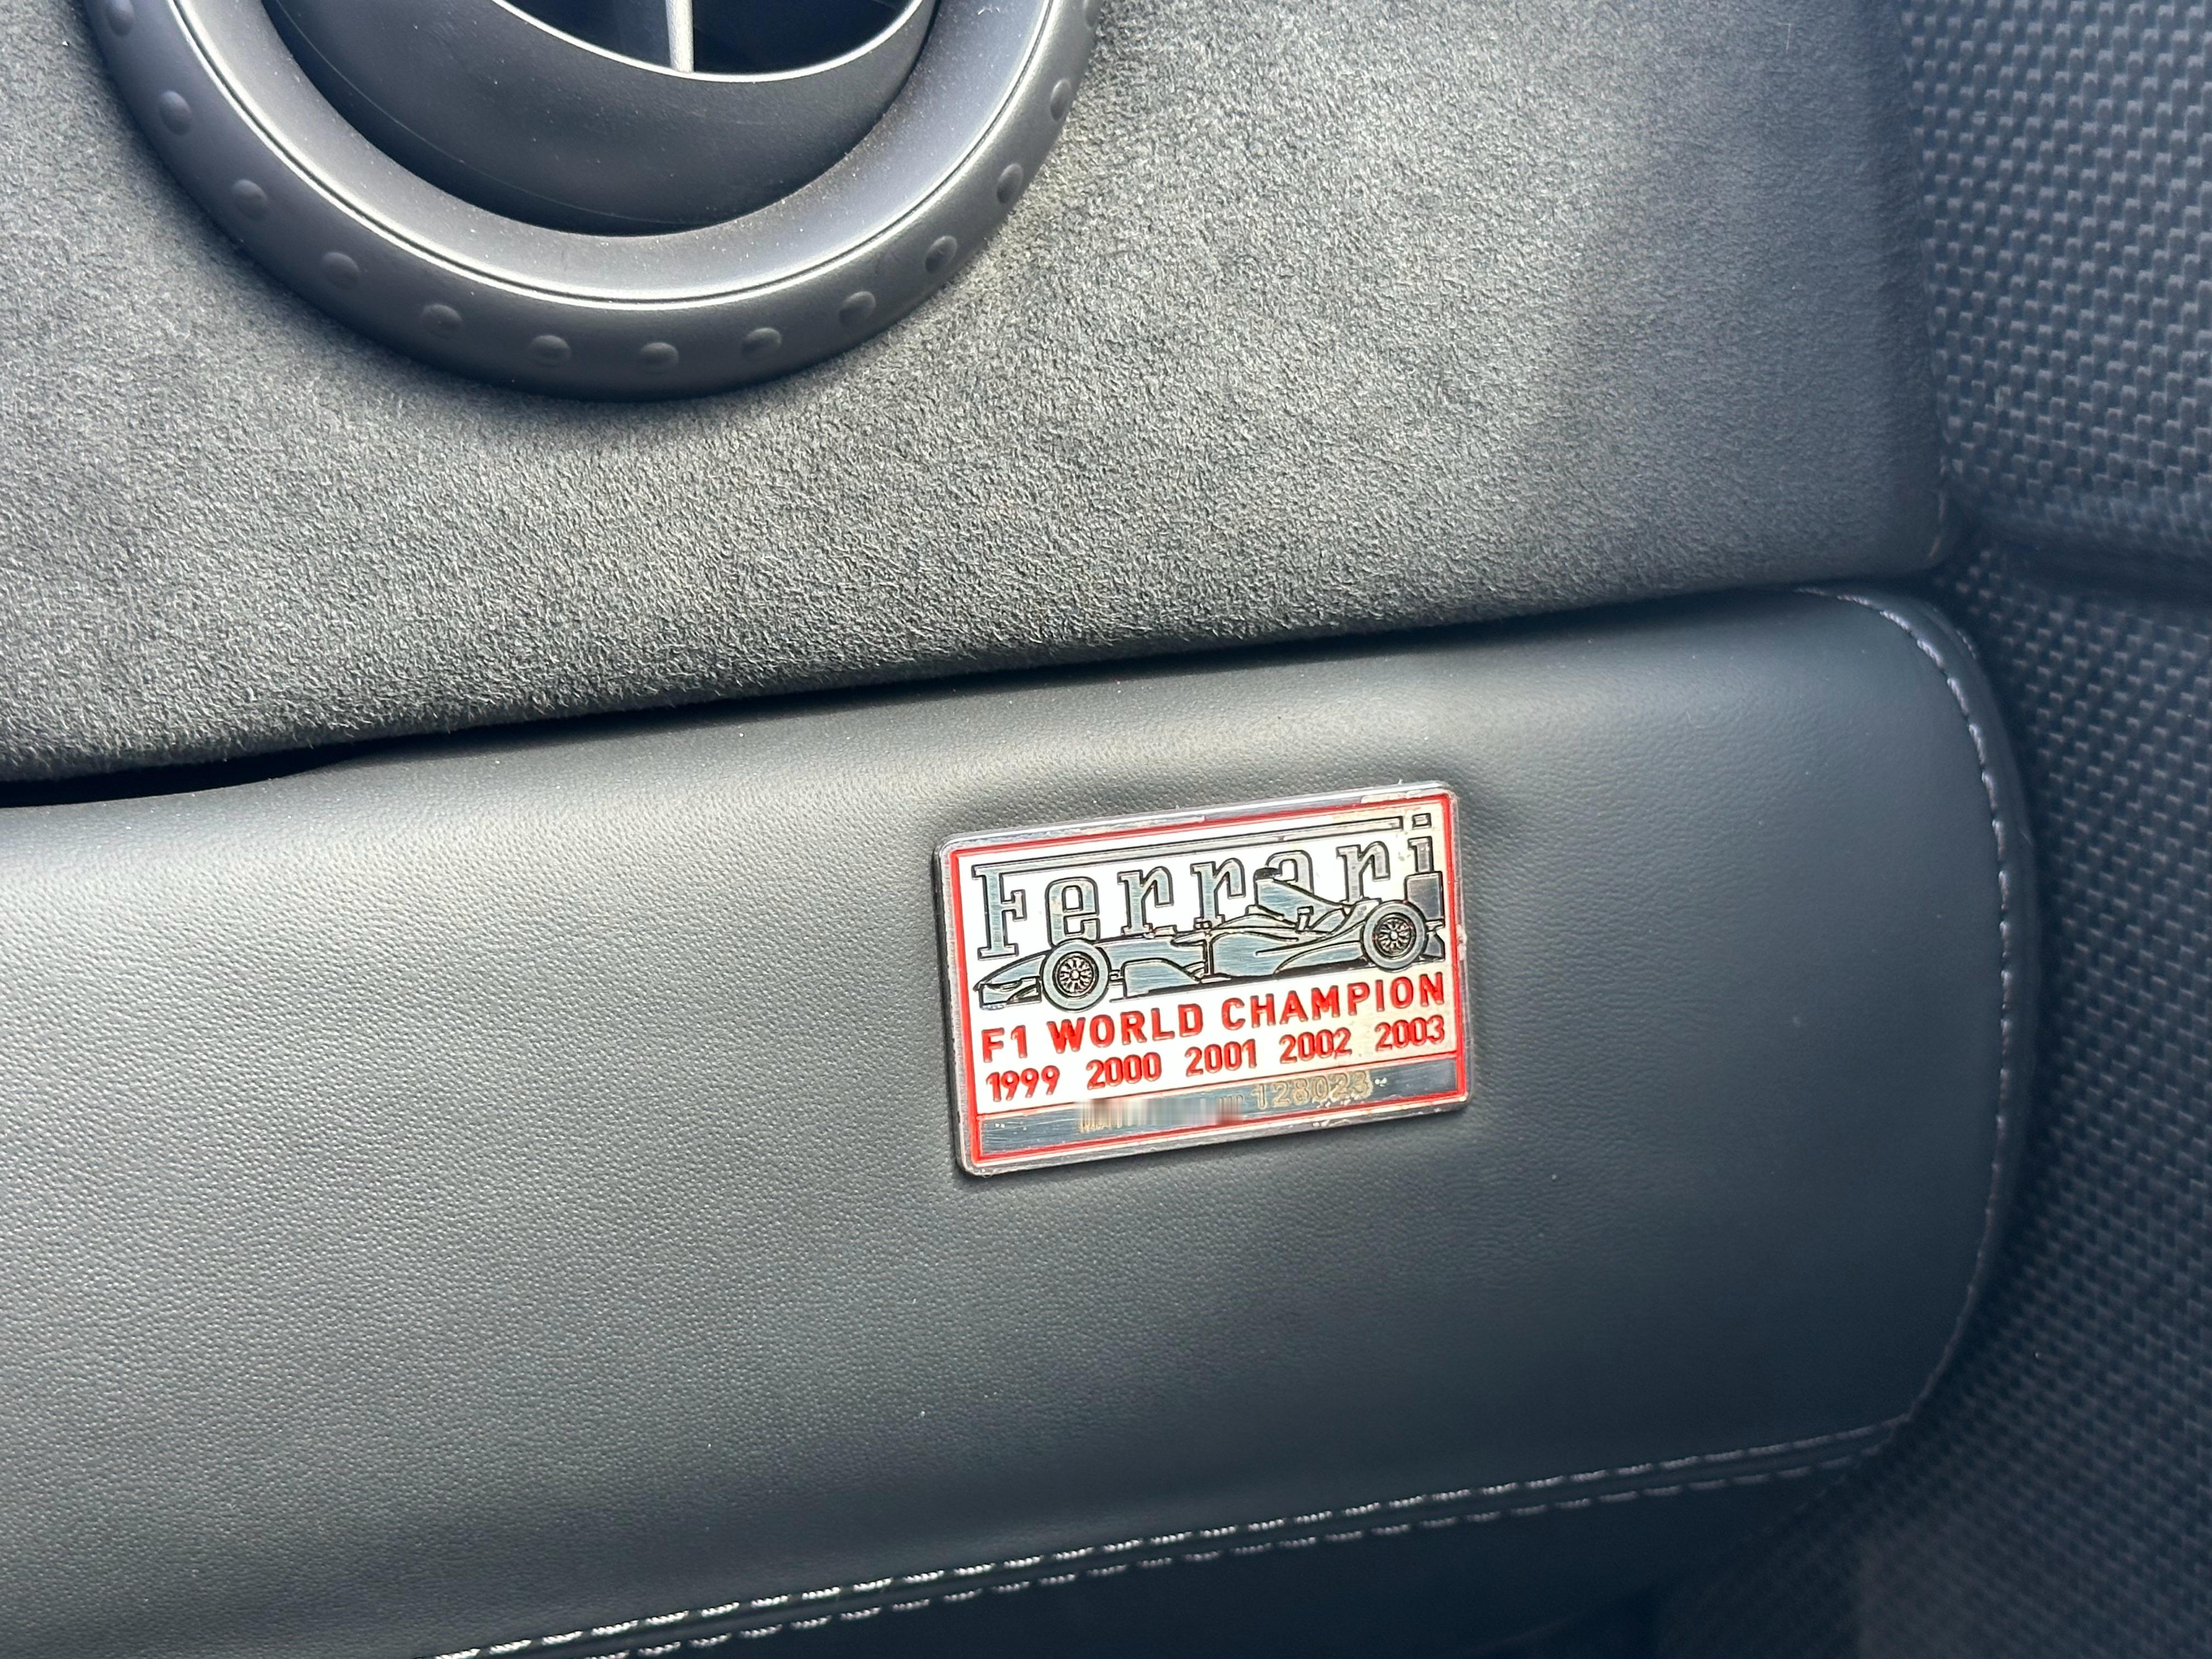 Ferrari
F1 WORLD CHAMPION
1999 2000 2001 2002 2003
128023